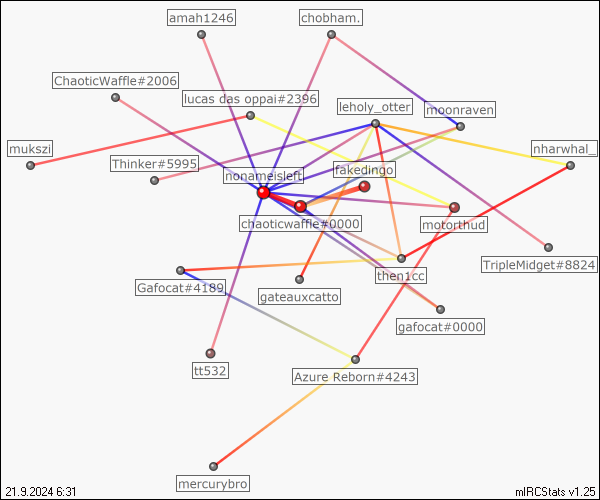 amah1246
chobham.
ChaoticWaffle#2006
lucas das oppai#2396
leholy_otter
moonraven
mukszi
Thinker#5995
nharwhal_
nonameisleft
fakedingo
chaoticwaffle#0000
motorthud
TripleMidget#8824
then1cc
Gafocat#4189
gateauxcatto
gafocat#0000
tt532
Azure Reborn#4243
mercurybro
21.9.2024 6:31
mIRCStats v1.25